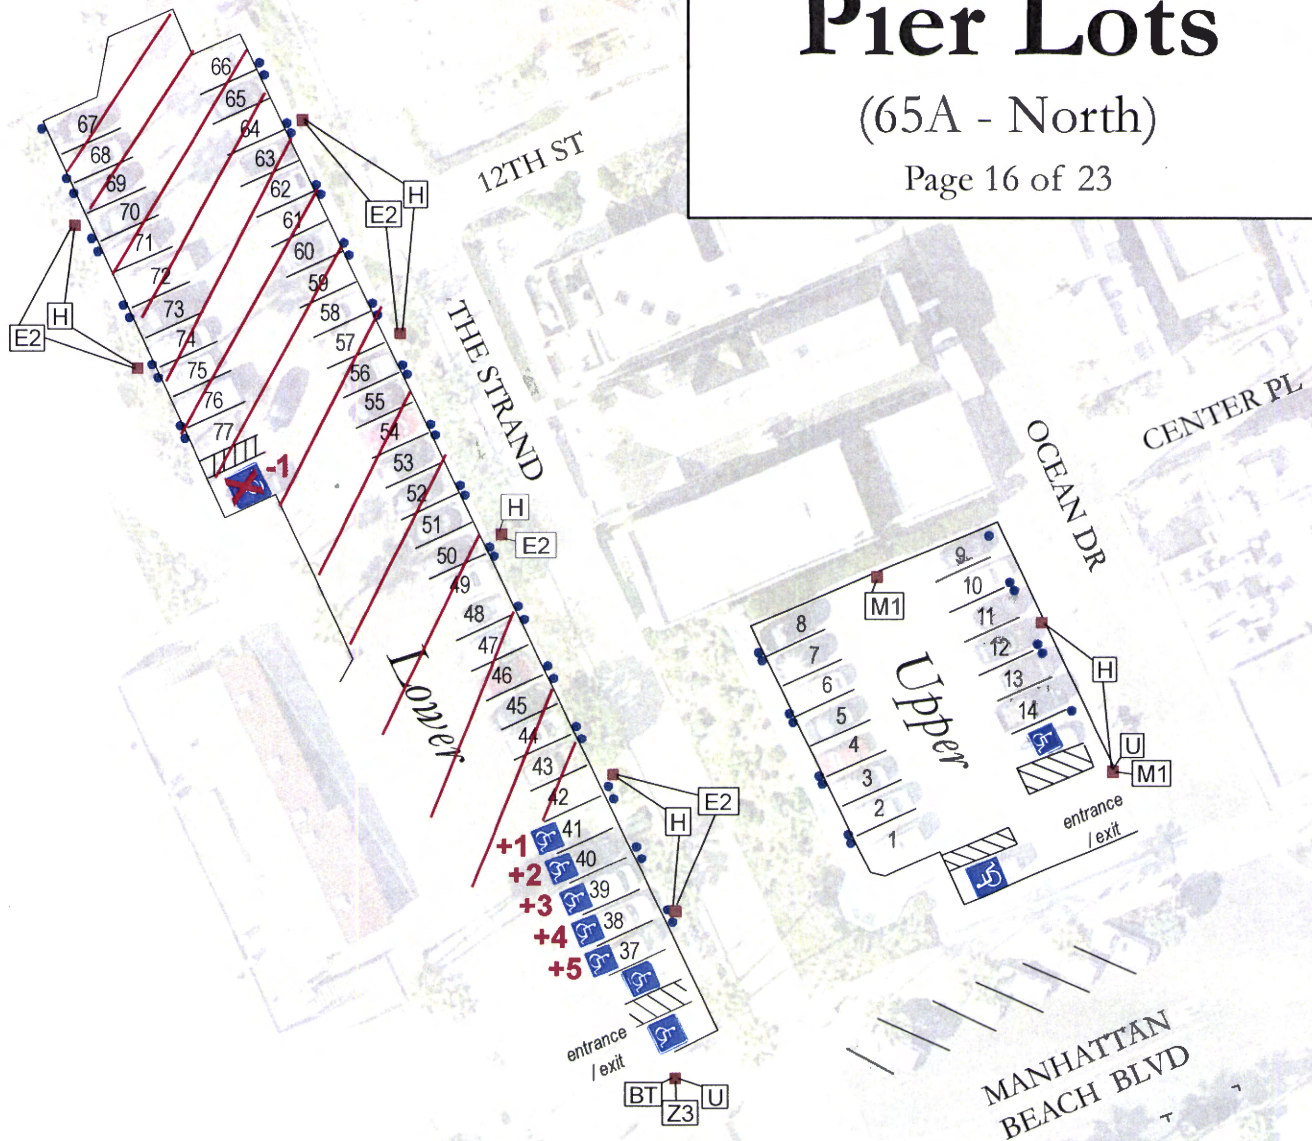 Pier Lots
(65A - North)
Page 16 of 23
12TH ST
THE STRAND
OCEAN DR
CENTER PL
MANHATTAN
BEACH BLVD
66
65
64
63
62
61
60
59
58
57
56
55
54
53
52
51
50
49
48
47
46
45
44
43
42
41
40
39
38
37
67
68
69
70
71
72
73
74
75
76
77
-1
+1
+2
+3
+4
+5
H
E2
H
E2
H
E2
H
E2
Lower
entrance
/ exit
BT
Z3
U
M1
8
7
6
5
4
3
2
1
Upper
9
10
11
12
13
14
H
U
M1
entrance
/ exit